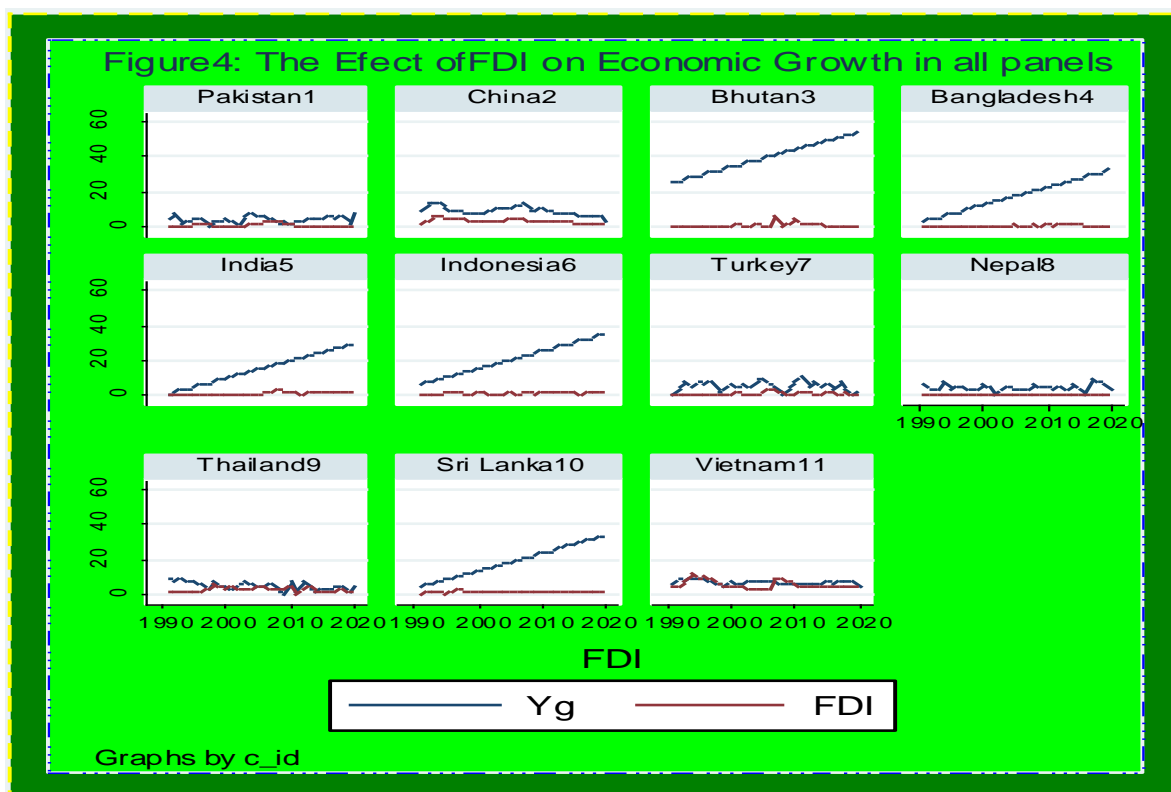 Figure4: The Efect ofFDI on Economic Growth in all panels
Pakistan1 China2 Bhutan3 Bangladesh4
60
40
20
0
India5 Indonesia6 Turkey7 Nepal8
60
40
20
0
1990 2000 2010 2020
Thailand9 Sri Lanka10 Vietnam11
60
40
20
0
1990 2000 2010 2020 1990 2000 2010 2020 1990 2000 2010 2020
FDI
Yg FDI
Graphs by c_id